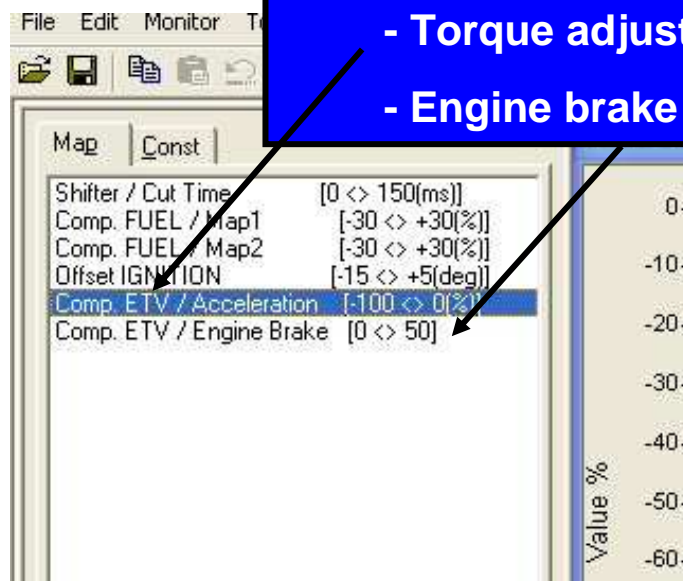 File Edit Monitor
- Torque adjust
- Engine brake
Map Const
Shifter / Cut Time [0 <> 150(ms)]
Comp. FUEL / Map1 [-30 <> +30(%)]
Comp. FUEL / Map2 [-30 <> +30(%)]
Offset IGNITION [-15 <> +5(deg)]
Comp. ETV / Acceleration [-100 <> 0(%)]
Comp. ETV / Engine Brake [0 <> 50]
0
-10
-20
-30
-40
-50
-60
Value %